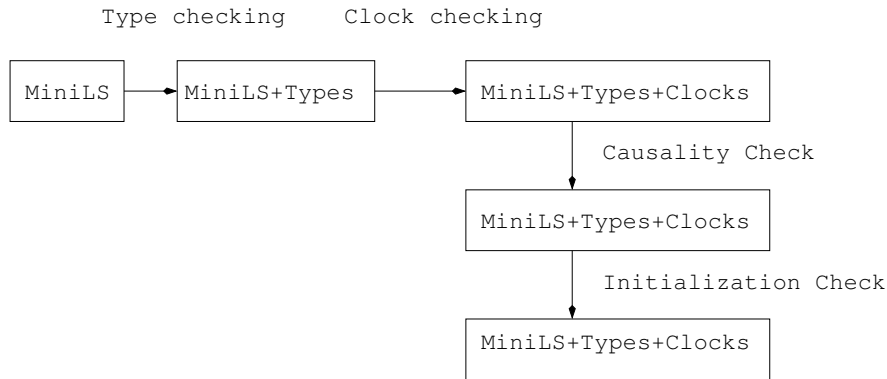 Type checking    Clock checking
MiniLS    MiniLS+Types    MiniLS+Types+Clocks
Causality Check
MiniLS+Types+Clocks
Initialization Check
MiniLS+Types+Clocks